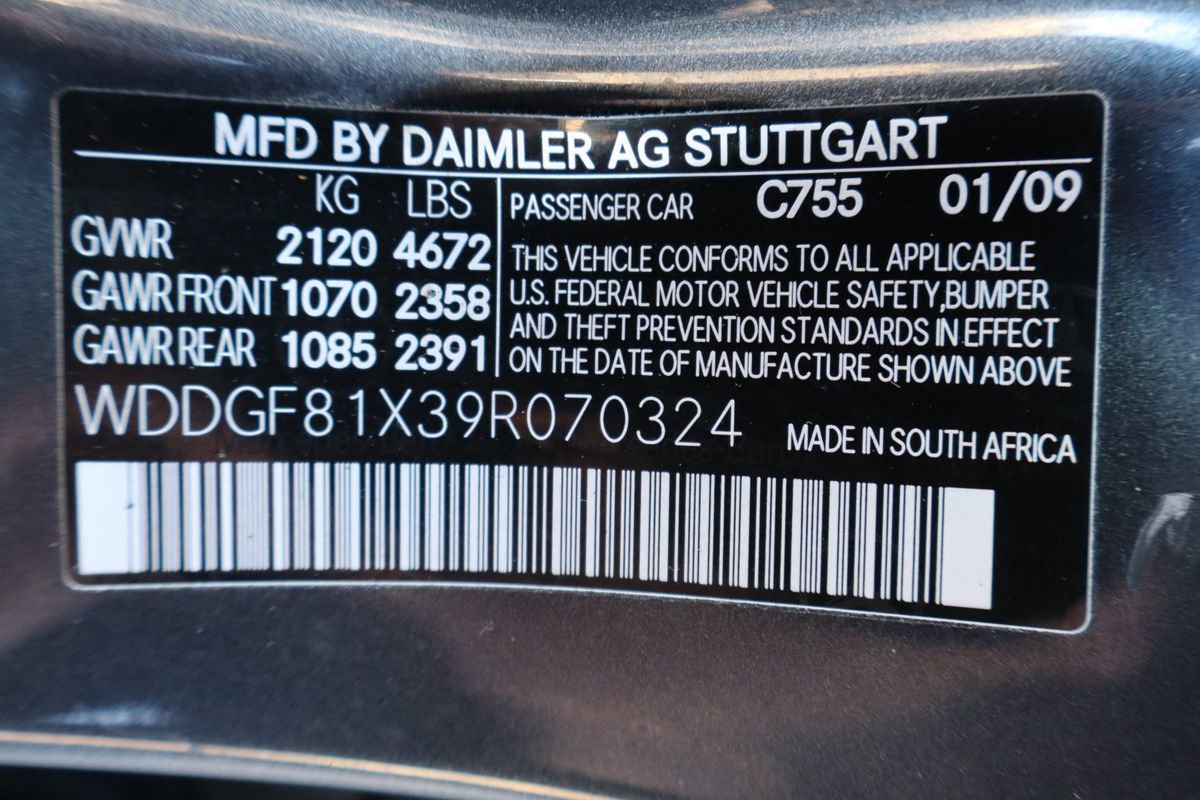 MFD BY DAIMLER AG STUTTGART
KG LBS
GVWR 2120 4672
GAWR FRONT 1070 2358
GAWR REAR 1085 2391
PASSENGER CAR C755 01/09
THIS VEHICLE CONFORMS TO ALL APPLICABLE
U.S. FEDERAL MOTOR VEHICLE SAFETY,BUMPER
AND THEFT PREVENTION STANDARDS IN EFFECT
ON THE DATE OF MANUFACTURE SHOWN ABOVE
WDDGF81X39R070324
MADE IN SOUTH AFRICA